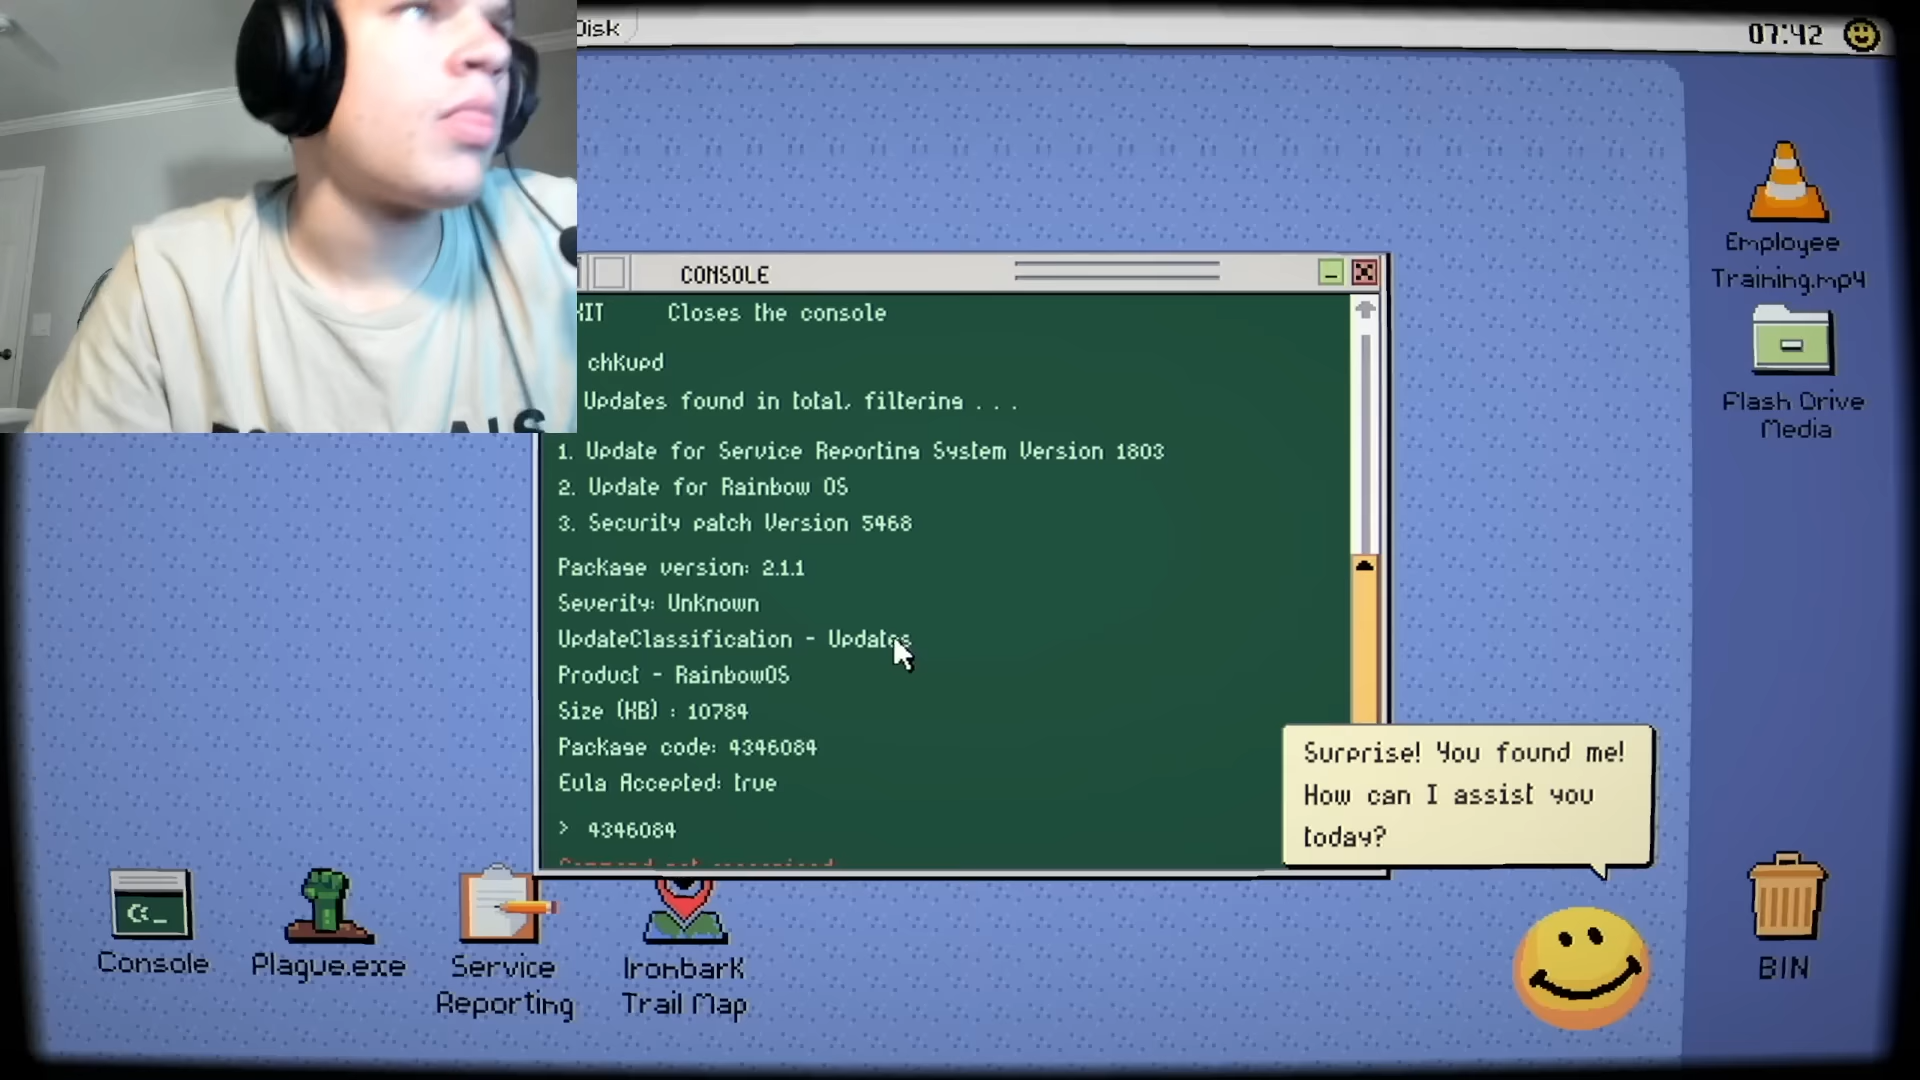 Disk
07:42
CONSOLE
Closes the console
chkupd
Updates found in total, filtering . . .
1. Update for Service Reporting System Version 1803
2. Update for Rainbow OS
3. Security patch Version 5468
Package version: 2.1.1
Severity: Unknown
UpdateClassification - Updates
Product - RainbowOS
Size (KB) : 10784
Package code: 4346084
Eula Accepted: true
> 4346084
Command not recognised
Surprise! You found me!
How can I assist you
today?
Employee
Training.mp4
Flash Drive
Media
BIN
Console
Plague.exe
Service
Reporting
Ironbark
Trail Map